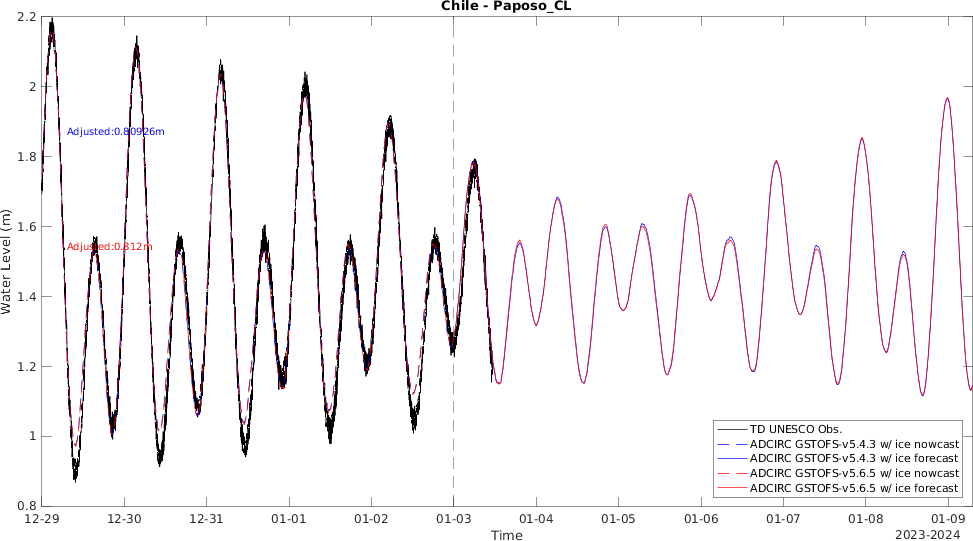 Chile - Paposo_CL
2.2
2
1.8
1.6
1.4
1.2
1
0.8
Water Level (m)
Adjusted:0.80926m
Adjusted:0.812m
TD UNESCO Obs.
ADCIRC GSTOFS-v5.4.3 w/ ice nowcast
ADCIRC GSTOFS-v5.4.3 w/ ice forecast
ADCIRC GSTOFS-v5.6.5 w/ ice nowcast
ADCIRC GSTOFS-v5.6.5 w/ ice forecast
12-29 12-30 12-31 01-01 01-02 01-03 01-04 01-05 01-06 01-07 01-08 01-09
Time
2023-2024